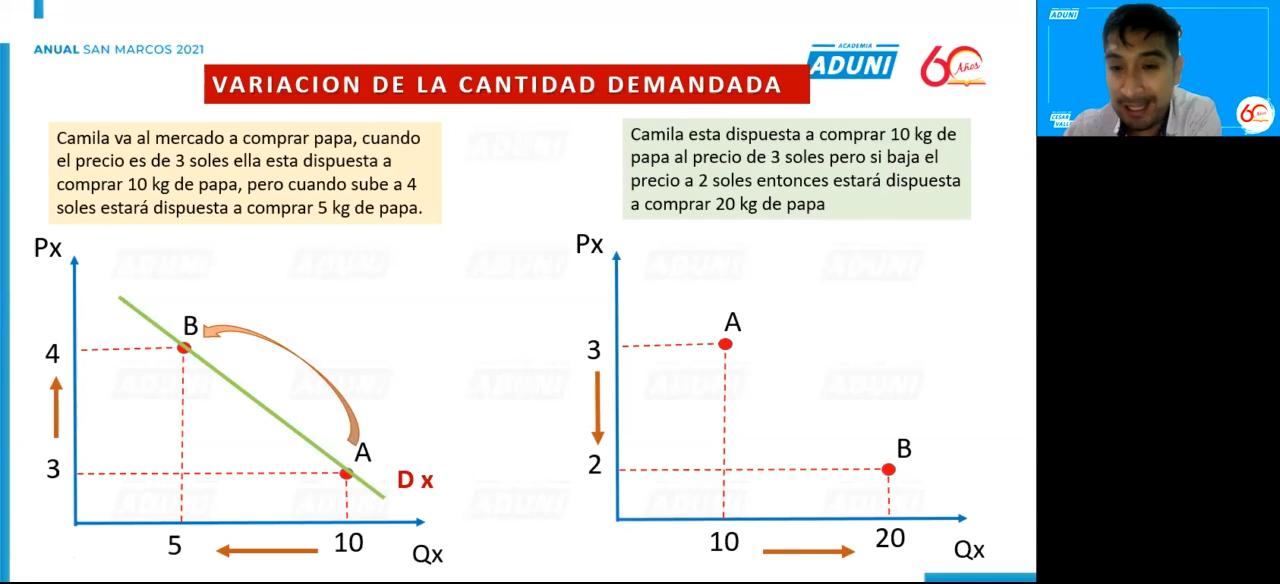 ANUAL SAN MARCOS 2021
ACADEMIA
ADUNI
60
Años
VARIACION DE LA CANTIDAD DEMANDADA
Camila va al mercado a comprar papa, cuando
el precio es de 3 soles ella esta dispuesta a
comprar 10 kg de papa, pero cuando sube a 4
soles estará dispuesta a comprar 5 kg de papa.
Px
B
4
A
3
D x
5
10
Qx
Camila esta dispuesta a comprar 10 kg de
papa al precio de 3 soles pero si baja el
precio a 2 soles entonces estará dispuesta
a comprar 20 kg de papa
Px
A
3
B
2
10
20
Qx
ADUNI
60